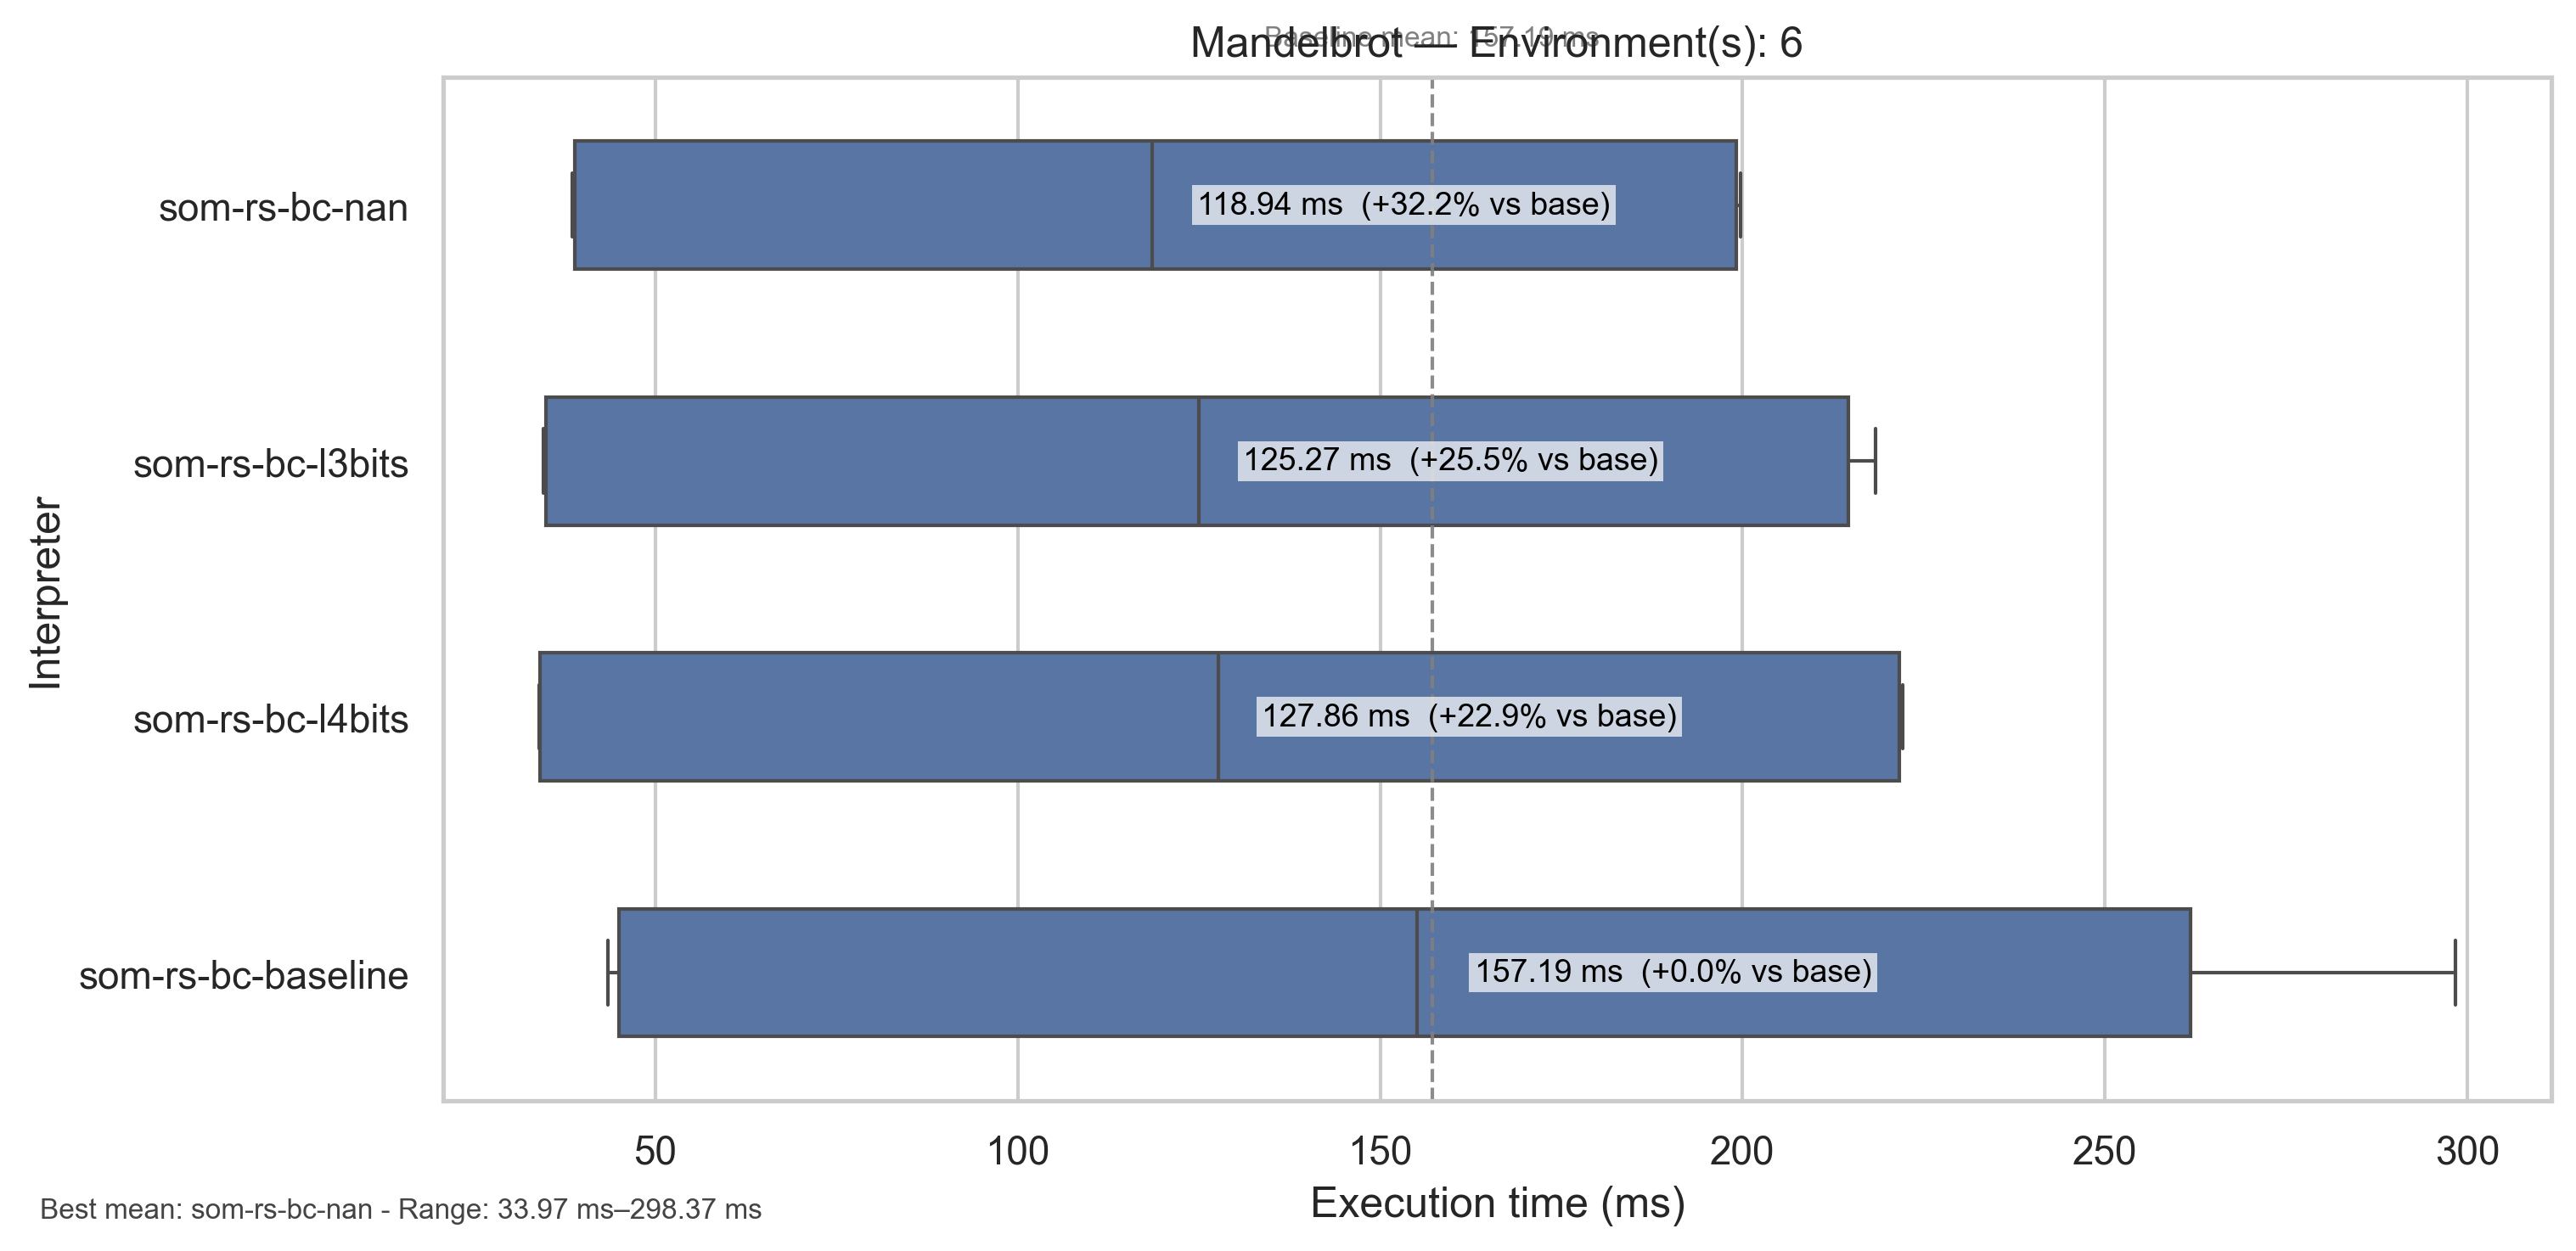 Baseline mean: 157.19 ms
Mandelbrot — Environment(s): 6
Interpreter
som-rs-bc-nan
118.94 ms (+32.2% vs base)
som-rs-bc-l3bits
125.27 ms (+25.5% vs base)
som-rs-bc-l4bits
127.86 ms (+22.9% vs base)
som-rs-bc-baseline
157.19 ms (+0.0% vs base)
50 100 150 200 250 300
Execution time (ms)
Best mean: som-rs-bc-nan - Range: 33.97 ms–298.37 ms